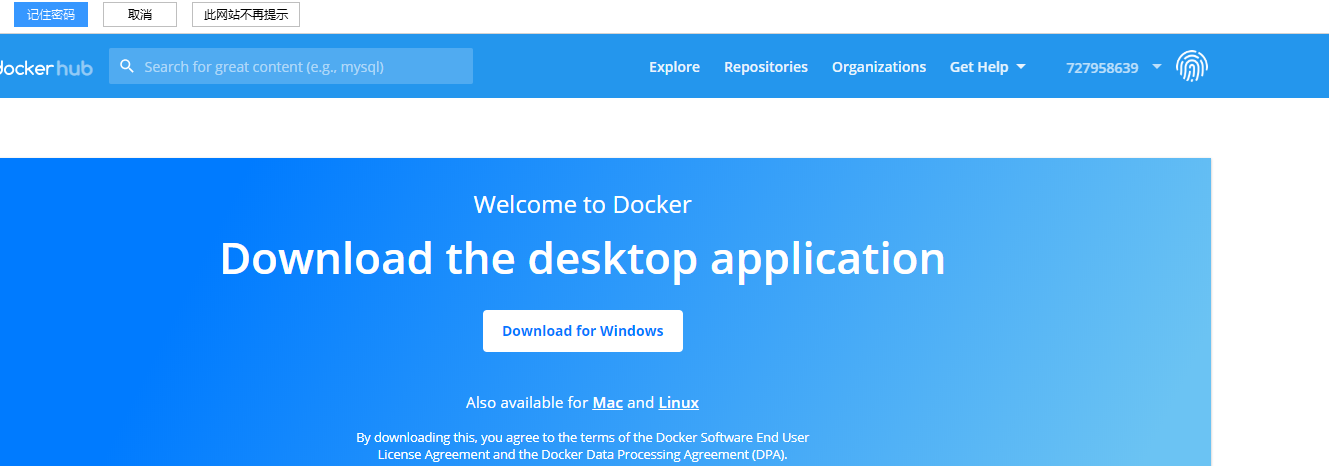 记住密码 取消 此网站不再提示
docker hub Search for great content (e.g., mysql) Explore Repositories Organizations Get Help 727958639
Welcome to Docker
Download the desktop application
Download for Windows
Also available for Mac and Linux
By downloading this, you agree to the terms of the Docker Software End User
License Agreement and the Docker Data Processing Agreement (DPA).